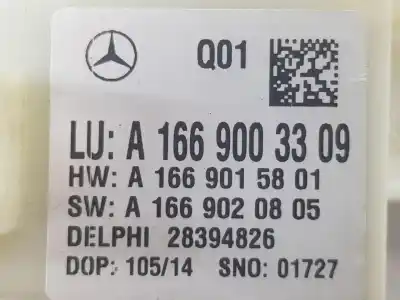 Q01
LU: A 166 900 33 09
HW: A 166 901 58 01
SW: A 166 902 08 05
DELPHI 28394826
DOP: 105/14 SNO: 01727